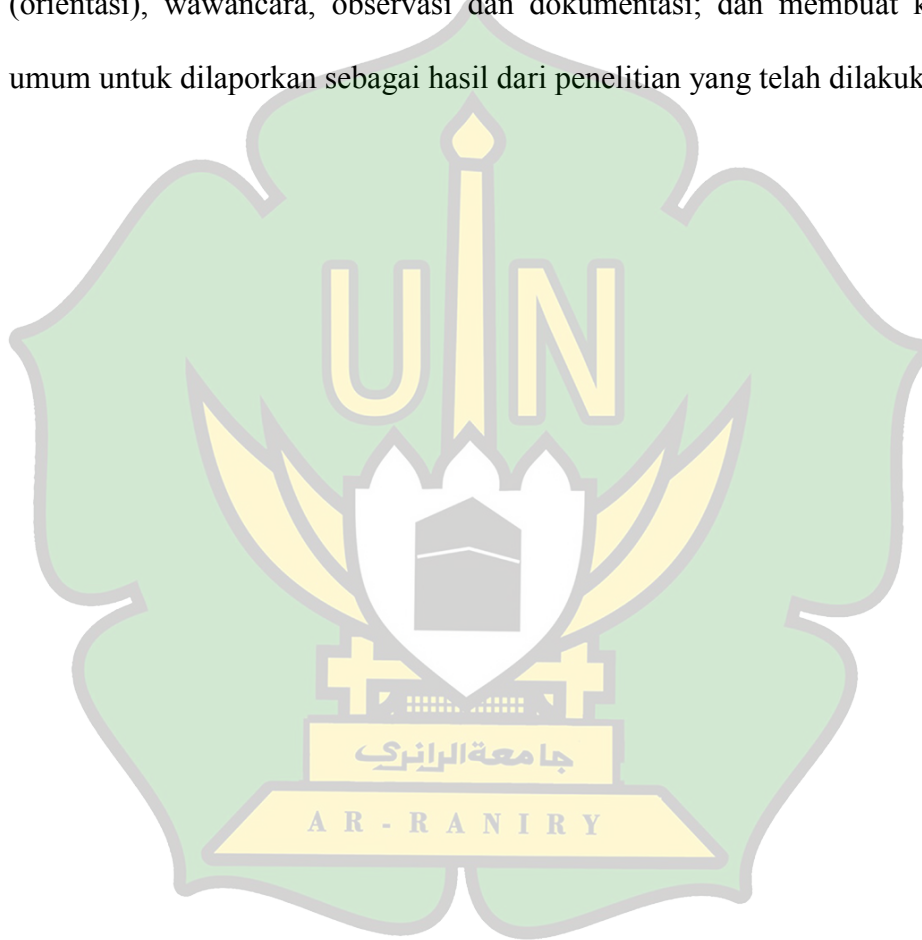 (orientasi), wawancara, observasi dan dokumentasi; dan membuat k
umum untuk dilaporkan sebagai hasil dari penelitian yang telah dilakuk
UIN
جامعةالرانري
AR-RANIRY